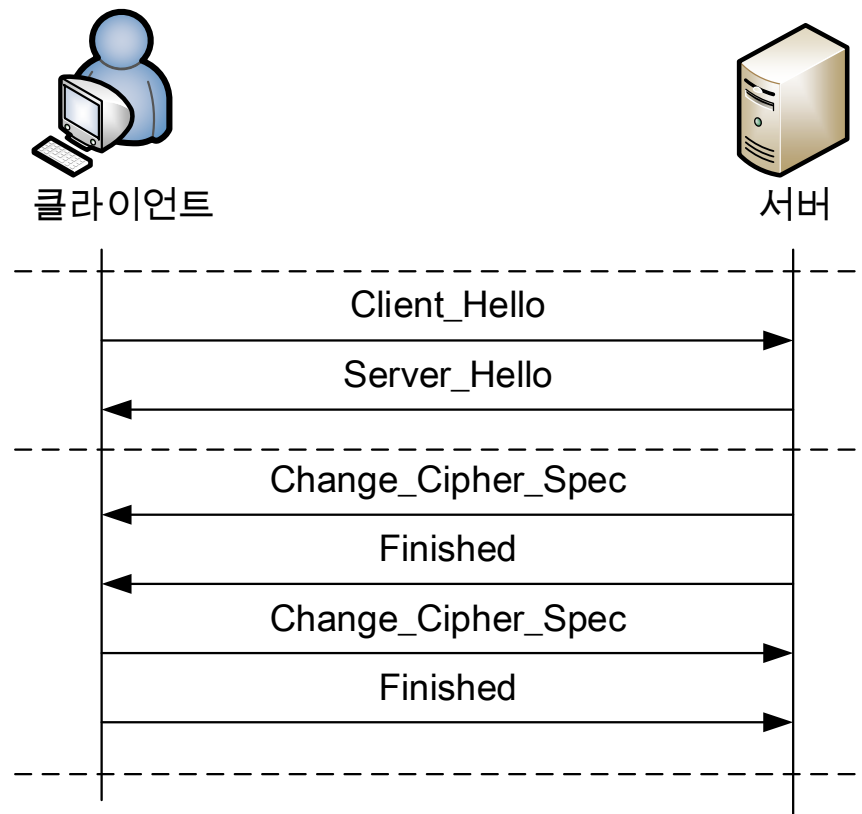 클라이언트
서버
Client_Hello
Server_Hello
Change_Cipher_Spec
Finished
Change_Cipher_Spec
Finished